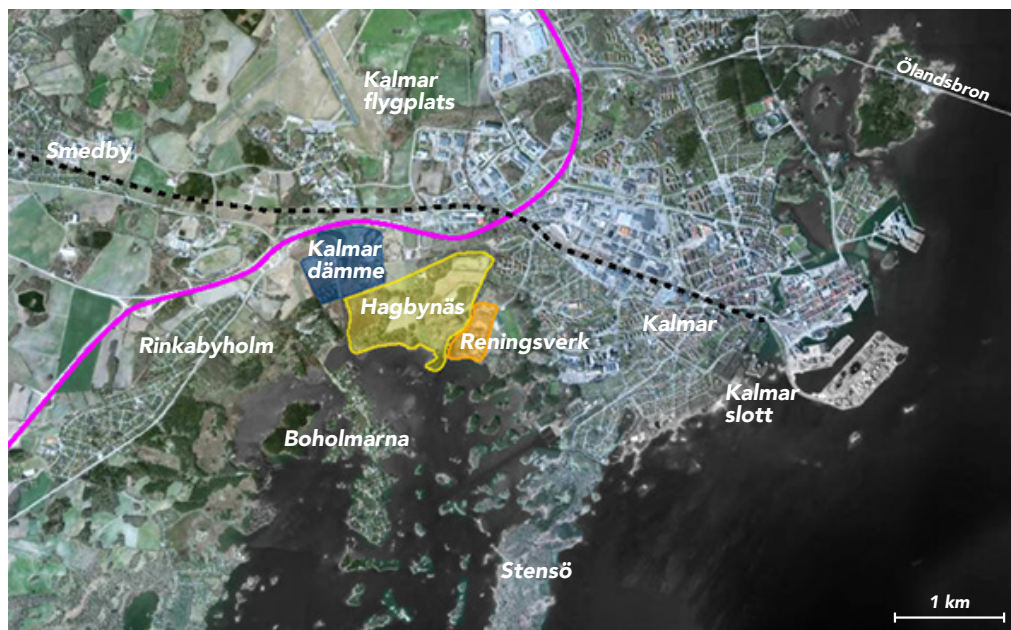 Kalmar
flygplats
Ölandsbron
Smedby
Kalmar
dämme
Hagbynäs
Reningsverk
Kalmar
Rinkabyholm
Kalmar
slott
Boholmarna
Stensö
1 km